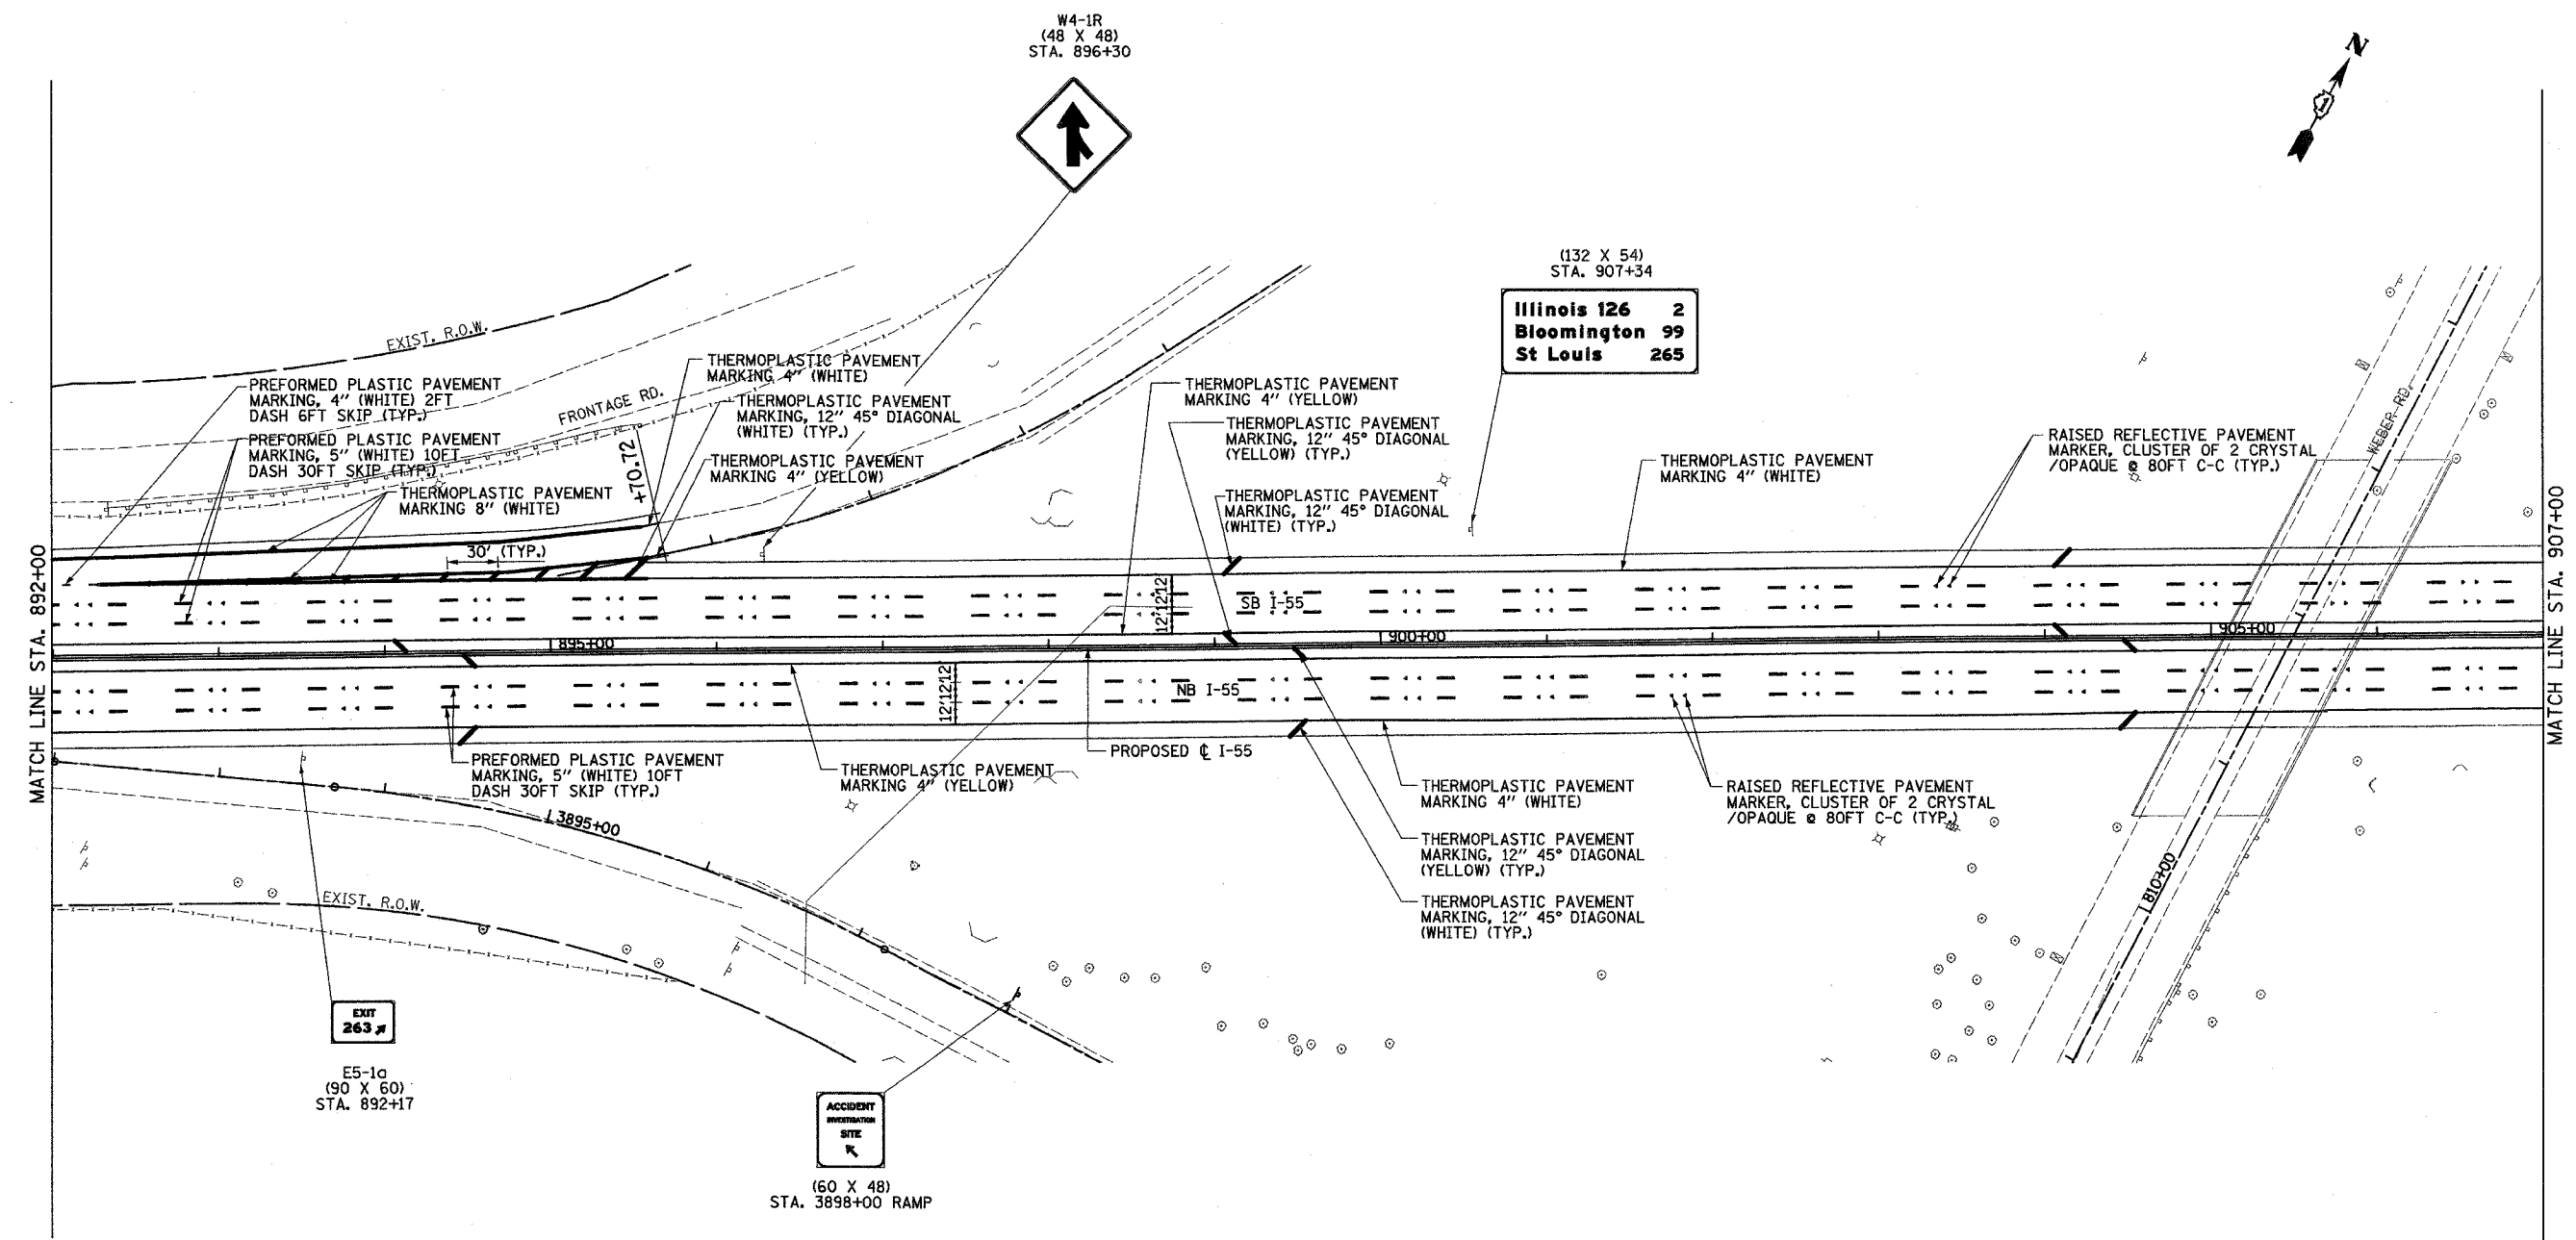 W4-1R
(48 X 48)
STA. 896+30
N
1
(132 X 54)
STA. 907+34
Illinois 126 2
Bloomington 99
St Louis 265
EXIST. R.O.W.
FRONTAGE RD.
PREFORMED PLASTIC PAVEMENT
MARKING, 4" (WHITE) 2FT
DASH 6FT SKIP (TYP.)
PREFORMED PLASTIC PAVEMENT
MARKING, 5" (WHITE) 10FT
DASH 30FT SKIP (TYP.)
THERMOPLASTIC PAVEMENT
MARKING 8" (WHITE)
THERMOPLASTIC PAVEMENT
MARKING 4" (WHITE)
THERMOPLASTIC PAVEMENT
MARKING, 12" 45° DIAGONAL
(WHITE) (TYP.)
THERMOPLASTIC PAVEMENT
MARKING 4" (YELLOW)
+70.72
30' (TYP.)
THERMOPLASTIC PAVEMENT
MARKING 4" (YELLOW)
THERMOPLASTIC PAVEMENT
MARKING, 12" 45° DIAGONAL
(YELLOW) (TYP.)
THERMOPLASTIC PAVEMENT
MARKING, 12" 45° DIAGONAL
(WHITE) (TYP.)
THERMOPLASTIC PAVEMENT
MARKING 4" (WHITE)
RAISED REFLECTIVE PAVEMENT
MARKER, CLUSTER OF 2 CRYSTAL
/OPAQUE @ 80FT C-C (TYP.)
WEBER RD.
MATCH LINE STA. 892+00
MATCH LINE STA. 907+00
12'12'12'
SB I-55
895+00
900+00
905+00
12'12'12'
NB I-55
PROPOSED ℄ I-55
PREFORMED PLASTIC PAVEMENT
MARKING, 5" (WHITE) 10FT
DASH 30FT SKIP (TYP.)
THERMOPLASTIC PAVEMENT
MARKING 4" (YELLOW)
THERMOPLASTIC PAVEMENT
MARKING 4" (WHITE)
THERMOPLASTIC PAVEMENT
MARKING, 12" 45° DIAGONAL
(YELLOW) (TYP.)
THERMOPLASTIC PAVEMENT
MARKING, 12" 45° DIAGONAL
(WHITE) (TYP.)
RAISED REFLECTIVE PAVEMENT
MARKER, CLUSTER OF 2 CRYSTAL
/OPAQUE @ 80FT C-C (TYP.)
3895+00
810+00
EXIST. R.O.W.
EXIT
263
E5-1a
(90 X 60)
STA. 892+17
ACCIDENT
INVESTIGATION
SITE
(60 X 48)
STA. 3898+00 RAMP